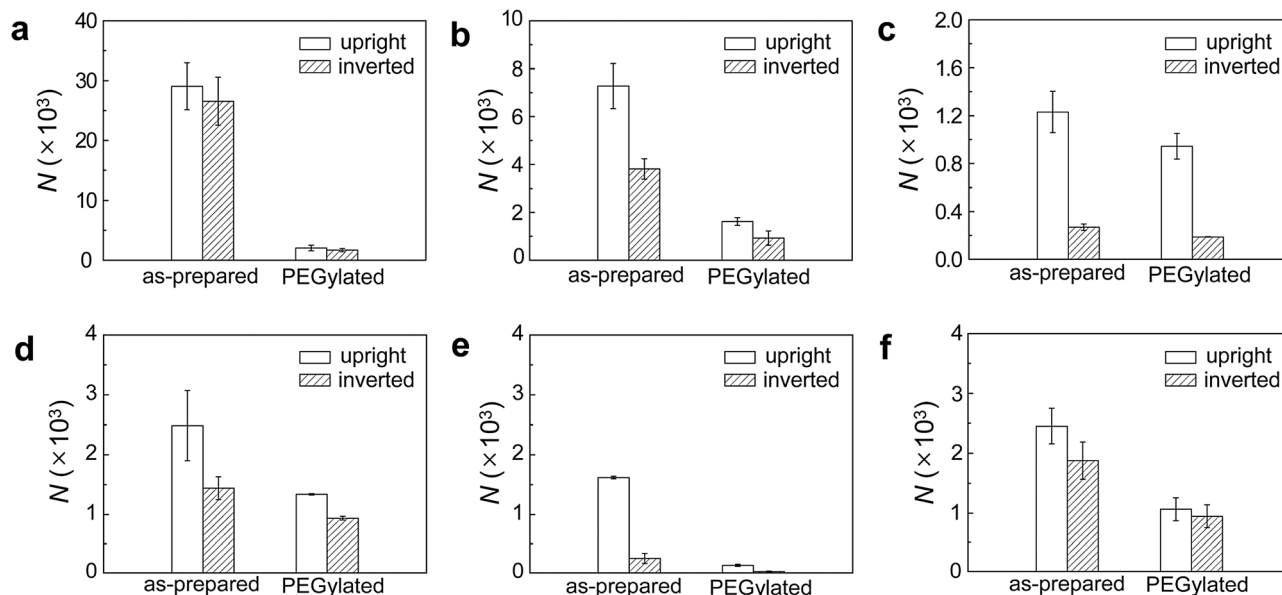 a
N (×10³)
40
30
20
10
0
upright
inverted
as-prepared PEGylated
b
N (×10³)
10
8
6
4
2
0
upright
inverted
as-prepared PEGylated
c
N (×10³)
2.0
1.6
1.2
0.8
0.4
0.0
upright
inverted
as-prepared PEGylated
d
N (×10³)
4
3
2
1
0
upright
inverted
as-prepared PEGylated
e
N (×10³)
4
3
2
1
0
upright
inverted
as-prepared PEGylated
f
N (×10³)
4
3
2
1
0
upright
inverted
as-prepared PEGylated